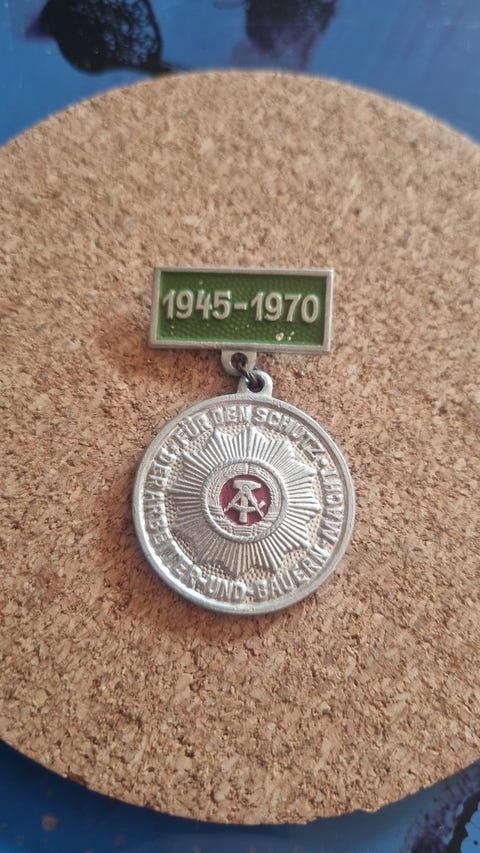 1945-1970
FÜR DEN SCHUTZ
DER ARBEITER-UND-BAUERN-MACHT